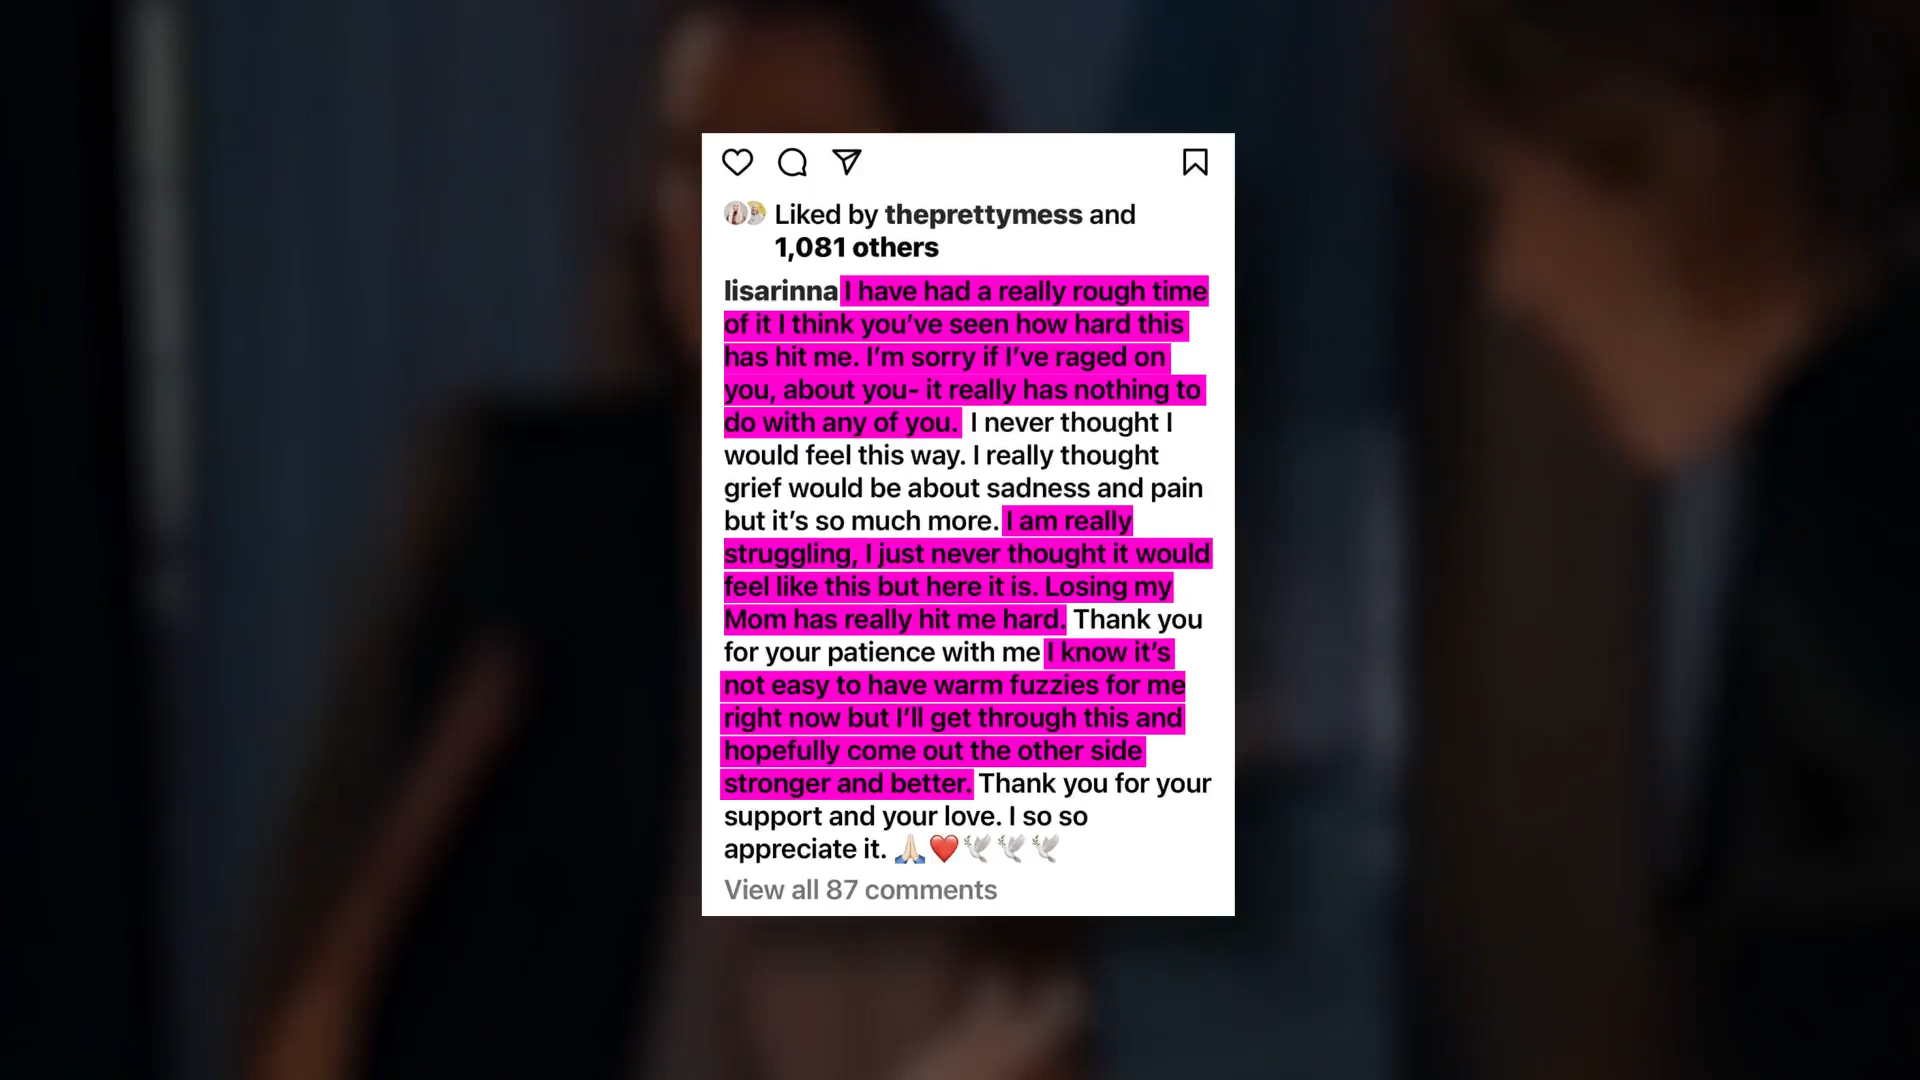 Liked by theprettymess and
1,081 others
lisarinna I have had a really rough time
of it I think you’ve seen how hard this
has hit me. I’m sorry if I’ve raged on
you, about you- it really has nothing to
do with any of you. I never thought I
would feel this way. I really thought
grief would be about sadness and pain
but it’s so much more. I am really
struggling, I just never thought it would
feel like this but here it is. Losing my
Mom has really hit me hard. Thank you
for your patience with me I know it’s
not easy to have warm fuzzies for me
right now but I’ll get through this and
hopefully come out the other side
stronger and better. Thank you for your
support and your love. I so so
appreciate it. 🙏🏻❤️🕊🕊🕊
View all 87 comments